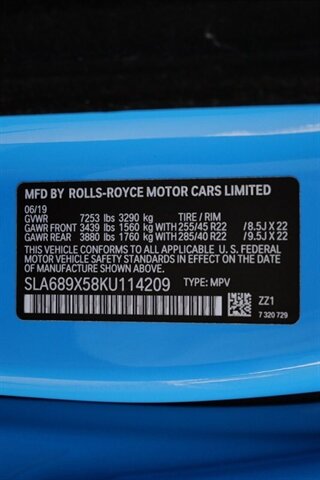 MFD BY ROLLS-ROYCE MOTOR CARS LIMITED
06/19
GVWR 7253 lbs 3290 kg TIRE / RIM
GAWR FRONT 3439 lbs 1560 kg 255/45 R22 / 8.5J X 22
GAWR REAR 3880 lbs 1760 kg 285/40 R22 / 9.5J X 22
THIS VEHICLE CONFORMS TO ALL APPLICABLE U.S. FEDERAL
MOTOR VEHICLE SAFETY STANDARDS IN
EFFECT ON THE DATE OF MANUFACTURE SHOWN ABOVE.
SLA689X58KU114209 TYPE: MPV
ZZ1
7 320 729